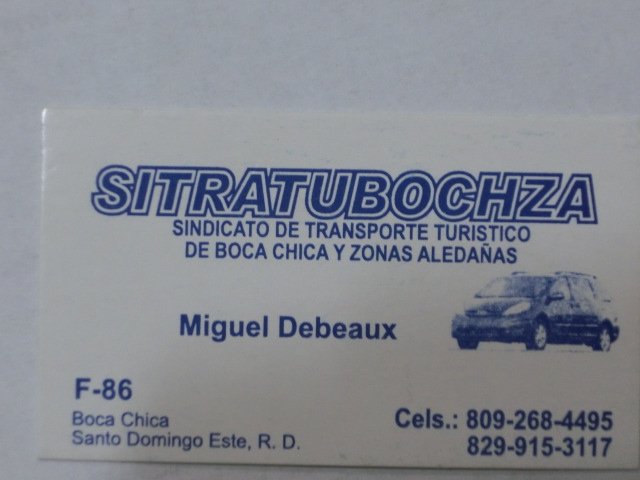 SITRATUBOCHZA
SINDICATO DE TRANSPORTE TURISTICO
DE BOCA CHICA Y ZONAS ALEDAÑAS
Miguel Debeaux
F-86
Boca Chica
Santo Domingo Este, R. D.
Cels.: 809-268-4495
829-915-3117